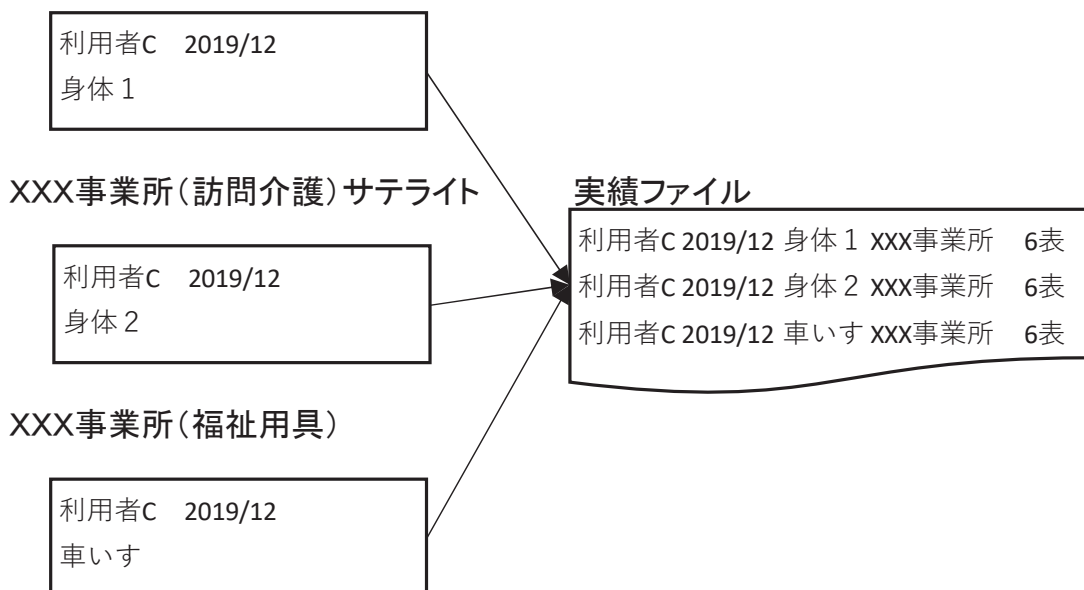 利用者C　2019/12
身体１
XXX事業所（訪問介護）サテライト
利用者C　2019/12
身体２
XXX事業所（福祉用具）
利用者C　2019/12
車いす
実績ファイル
利用者C 2019/12 身体１ XXX事業所　6表
利用者C 2019/12 身体２ XXX事業所　6表
利用者C 2019/12 車いす XXX事業所　6表